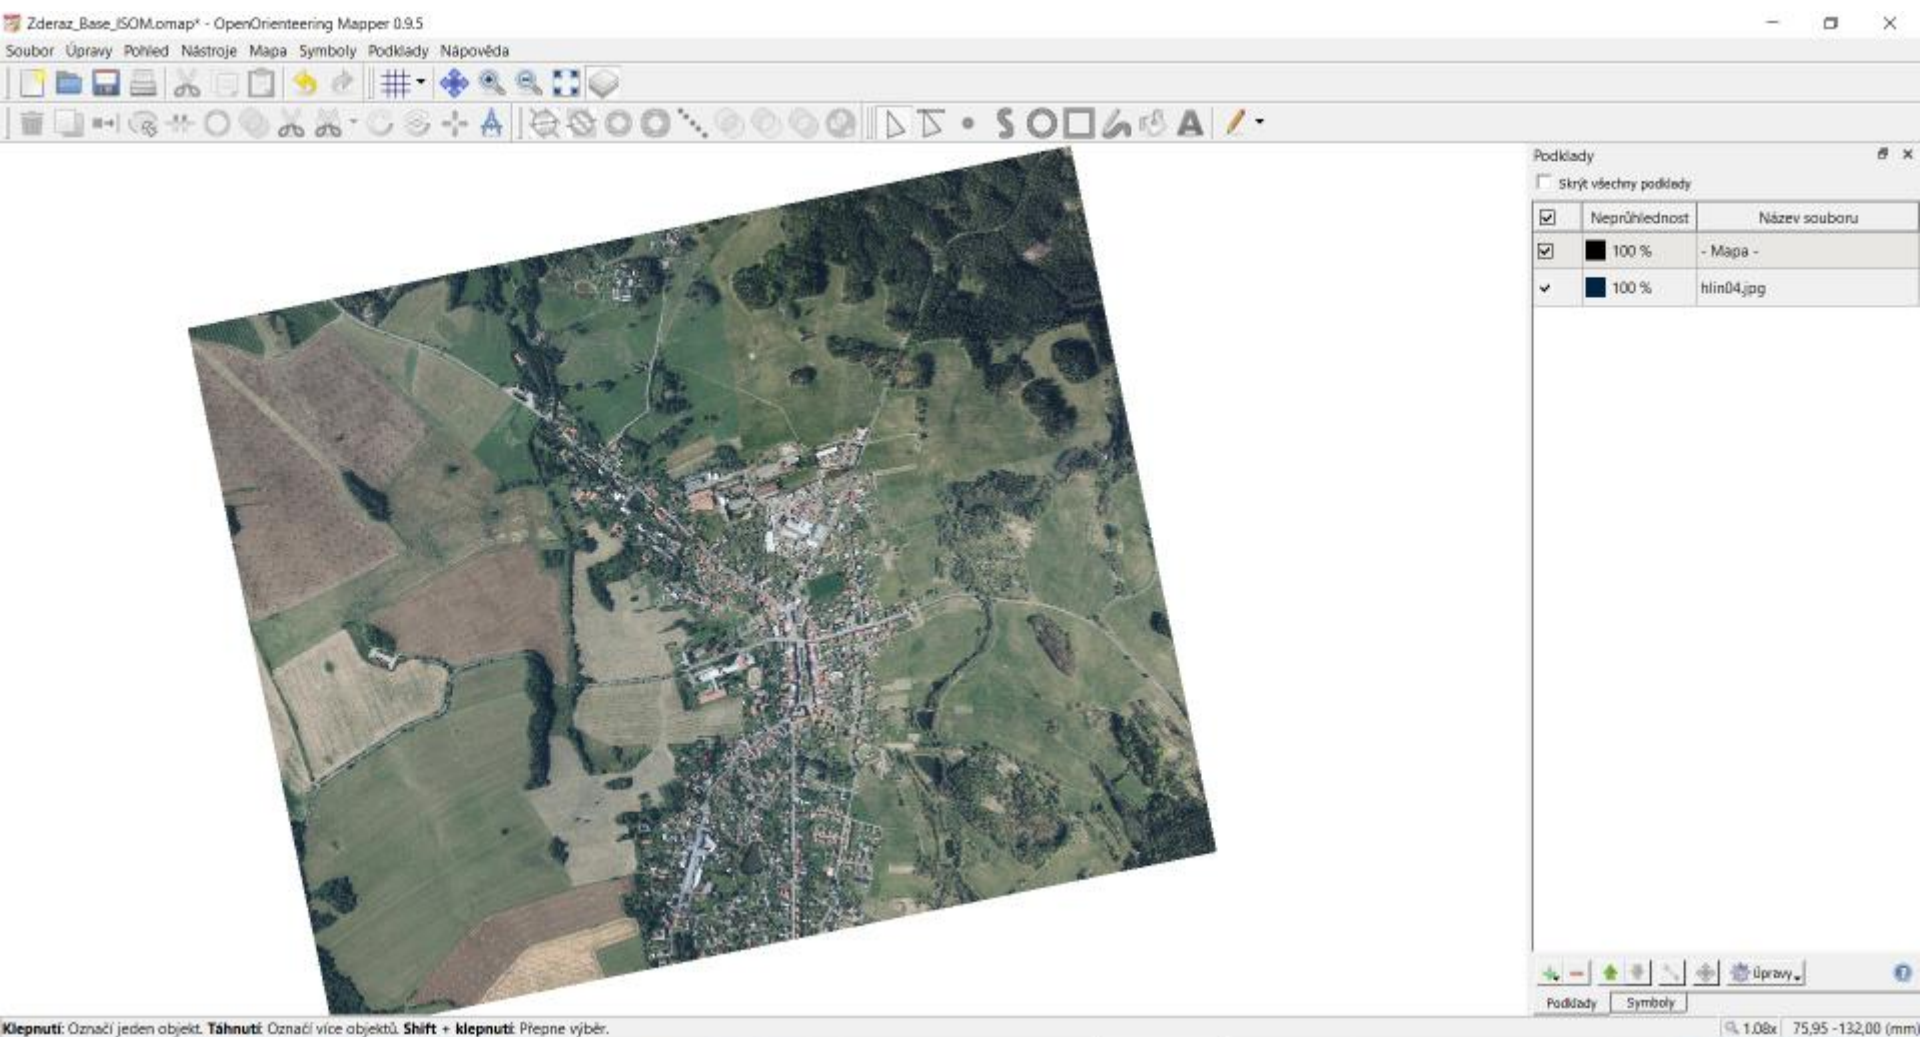 Zderaz_Base_ISOM.omap* - OpenOrienteering Mapper 0.9.5
Soubor Úpravy Pohled Nástroje Mapa Symboly Podklady Nápověda
Podklady
Skrýt všechny podklady
Neprůhlednost Název souboru
100 % - Mapa -
100 % hlin04.jpg
Úpravy
Podklady Symboly
Klepnutí: Označí jeden objekt. Táhnutí: Označí více objektů. Shift + klepnutí: Přepne výběr.
1.08x 75,95 -132,00 (mm)